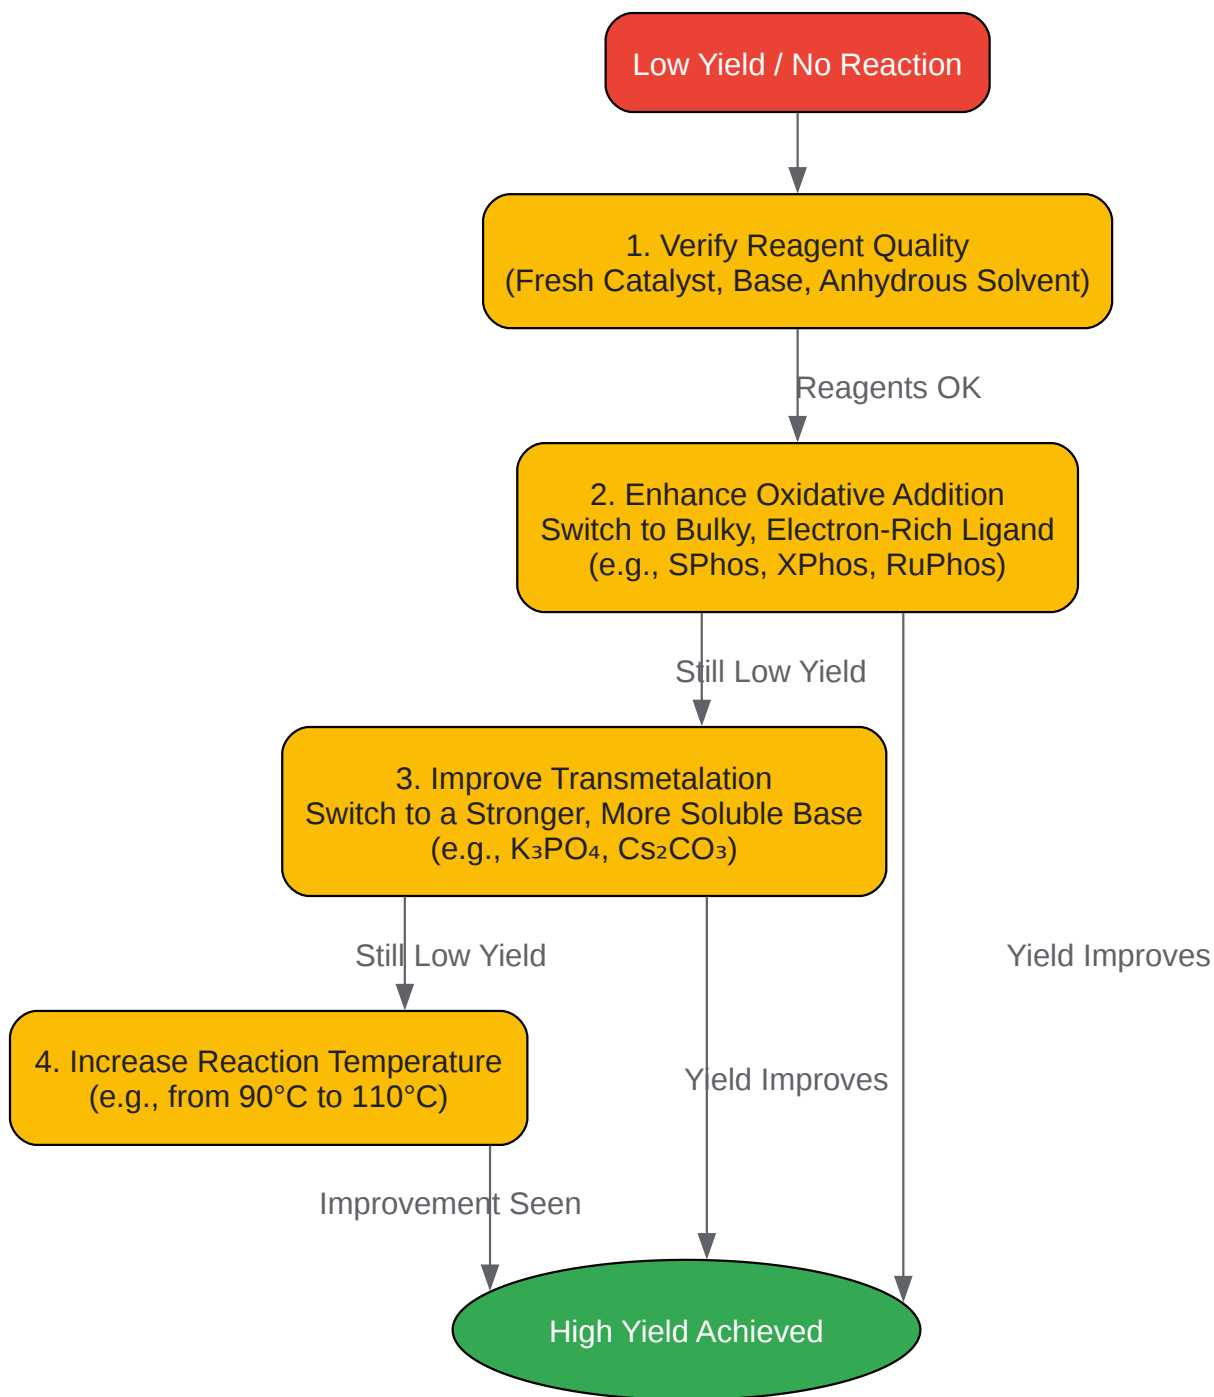 Low Yield / No Reaction
1. Verify Reagent Quality
(Fresh Catalyst, Base, Anhydrous Solvent)
Reagents OK
2. Enhance Oxidative Addition
Switch to Bulky, Electron-Rich Ligand
(e.g., SPhos, XPhos, RuPhos)
Still Low Yield
3. Improve Transmetalation
Switch to a Stronger, More Soluble Base
(e.g., K₃PO₄, Cs₂CO₃)
Still Low Yield
Yield Improves
4. Increase Reaction Temperature
(e.g., from 90°C to 110°C)
Yield Improves
Improvement Seen
High Yield Achieved